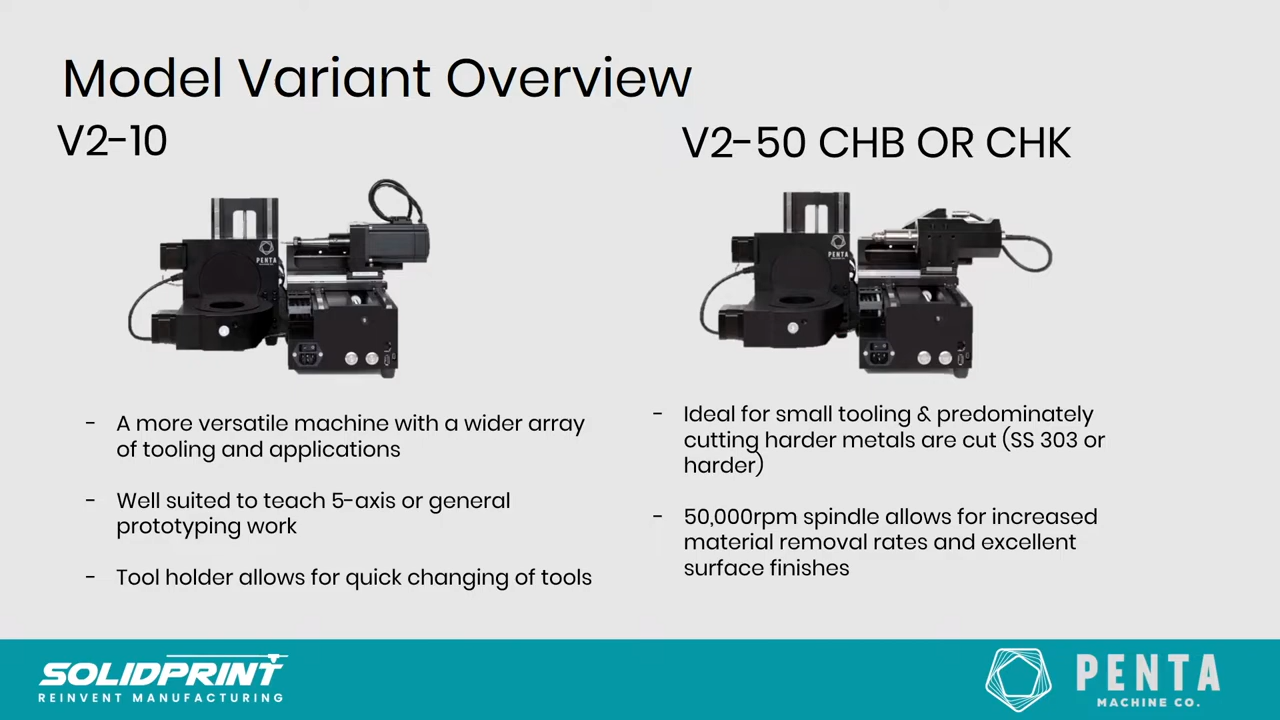 Model Variant Overview
V2-10
V2-50 CHB OR CHK
PENTA
PENTA
- A more versatile machine with a wider array
of tooling and applications
- Well suited to teach 5-axis or general
prototyping work
- Tool holder allows for quick changing of tools
- Ideal for small tooling & predominately
cutting harder metals are cut (SS 303 or
harder)
- 50,000rpm spindle allows for increased
material removal rates and excellent
surface finishes
SOLIDPRINT
REINVENT MANUFACTURING
PENTA
MACHINE CO.